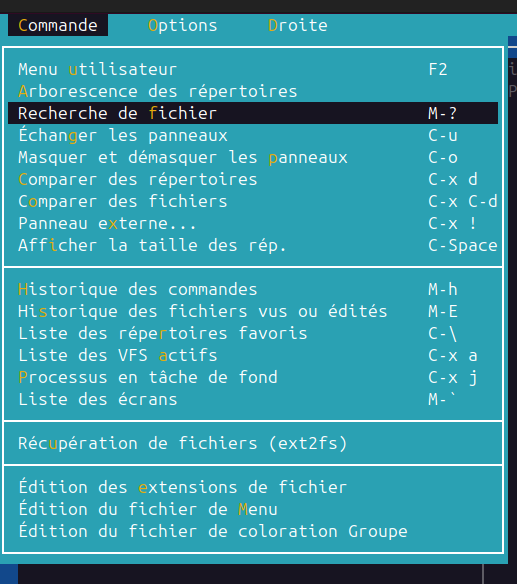 Commande Options Droite
Menu utilisateur F2
Arborescence des répertoires
Recherche de fichier M-?
Échanger les panneaux C-u
Masquer et démasquer les panneaux C-o
Comparer des répertoires C-x d
Comparer des fichiers C-x C-d
Panneau externe... C-x !
Afficher la taille des rép. C-Space
Historique des commandes M-h
Historique des fichiers vus ou édités M-E
Liste des répertoires favoris C-\
Liste des VFS actifs C-x a
Processus en tâche de fond C-x j
Liste des écrans M-`
Récupération de fichiers (ext2fs)
Édition des extensions de fichier
Édition du fichier de Menu
Édition du fichier de coloration Groupe